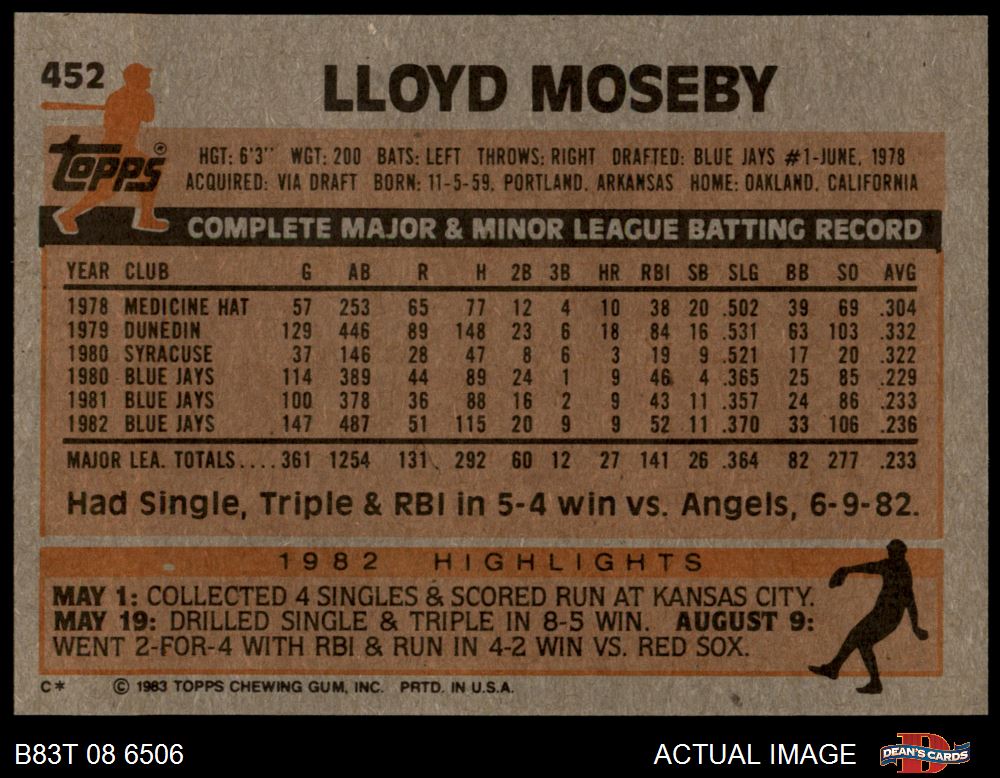 452
LLOYD MOSEBY
Topps®
HGT: 6'3" WGT: 200 BATS: LEFT THROWS: RIGHT DRAFTED: BLUE JAYS #1-JUNE, 1978
ACQUIRED: VIA DRAFT BORN: 11-5-59, PORTLAND, ARKANSAS HOME: OAKLAND, CALIFORNIA
COMPLETE MAJOR & MINOR LEAGUE BATTING RECORD
YEAR CLUB G AB R H 2B 3B HR RBI SB SLG BB SO AVG
1978 MEDICINE HAT 57 253 65 77 12 4 10 38 20 .502 39 69 .304
1979 DUNEDIN 129 446 89 148 23 6 18 84 16 .531 63 103 .332
1980 SYRACUSE 37 146 28 47 8 6 3 19 9 .521 17 20 .322
1980 BLUE JAYS 114 389 44 89 24 1 9 46 4 .365 25 85 .229
1981 BLUE JAYS 100 378 36 88 16 2 9 43 11 .357 24 86 .233
1982 BLUE JAYS 147 487 51 115 20 9 9 52 11 .370 33 106 .236
MAJOR LEA. TOTALS.... 361 1254 131 292 60 12 27 141 26 .364 82 277 .233
Had Single, Triple & RBI in 5-4 win vs. Angels, 6-9-82.
1982 HIGHLIGHTS
MAY 1: COLLECTED 4 SINGLES & SCORED RUN AT KANSAS CITY.
MAY 19: DRILLED SINGLE & TRIPLE IN 8-5 WIN. AUGUST 9:
WENT 2-FOR-4 WITH RBI & RUN IN 4-2 WIN VS. RED SOX.
C* © 1983 TOPPS CHEWING GUM, INC. PRTD. IN U.S.A.
B83T 08 6506 ACTUAL IMAGE D DEAN'S CARDS